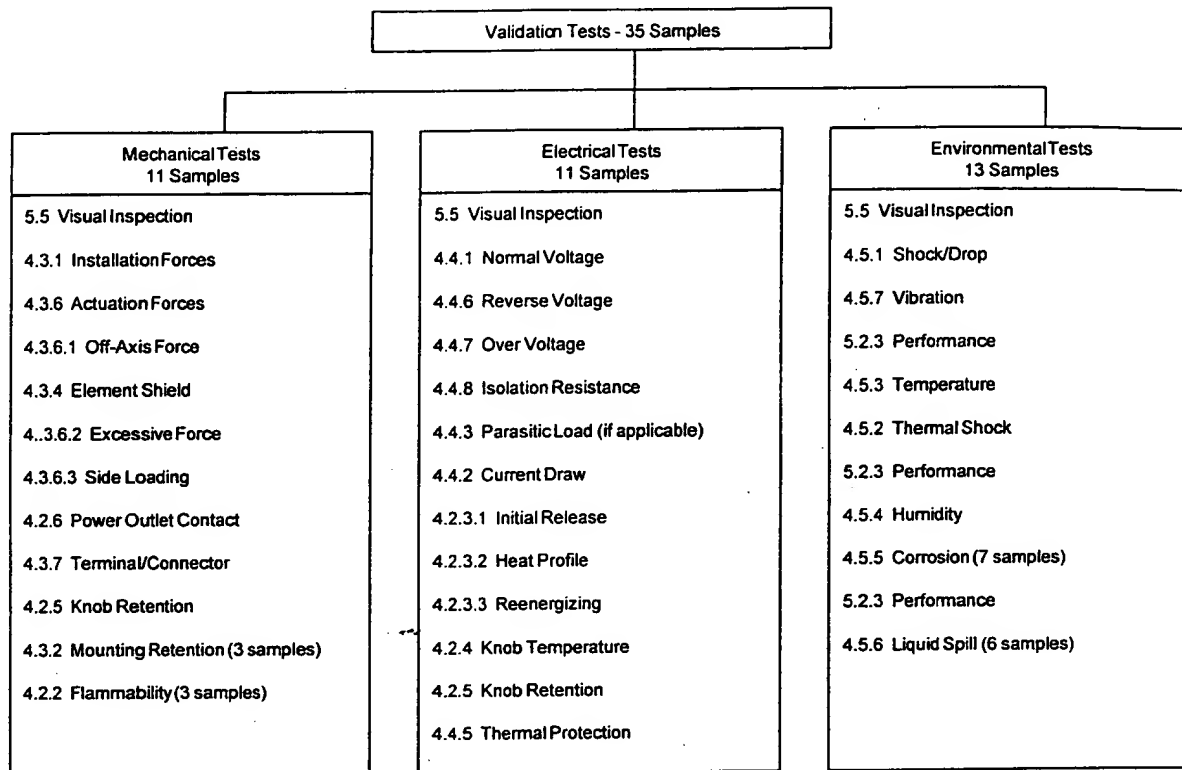 Validation Tests - 35 Samples
Mechanical Tests
11 Samples
5.5 Visual Inspection
4.3.1 Installation Forces
4.3.6 Actuation Forces
4.3.6.1 Off-Axis Force
4.3.4 Element Shield
4..3.6.2 Excessive Force
4.3.6.3 Side Loading
4.2.6 Power Outlet Contact
4.3.7 Terminal/Connector
4.2.5 Knob Retention
4.3.2 Mounting Retention (3 samples)
4.2.2 Flammability (3 samples)
Electrical Tests
11 Samples
5.5 Visual Inspection
4.4.1 Normal Voltage
4.4.6 Reverse Voltage
4.4.7 Over Voltage
4.4.8 Isolation Resistance
4.4.3 Parasitic Load (if applicable)
4.4.2 Current Draw
4.2.3.1 Initial Release
4.2.3.2 Heat Profile
4.2.3.3 Reenergizing
4.2.4 Knob Temperature
4.2.5 Knob Retention
4.4.5 Thermal Protection
Environmental Tests
13 Samples
5.5 Visual Inspection
4.5.1 Shock/Drop
4.5.7 Vibration
5.2.3 Performance
4.5.3 Temperature
4.5.2 Thermal Shock
5.2.3 Performance
4.5.4 Humidity
4.5.5 Corrosion (7 samples)
5.2.3 Performance
4.5.6 Liquid Spill (6 samples)